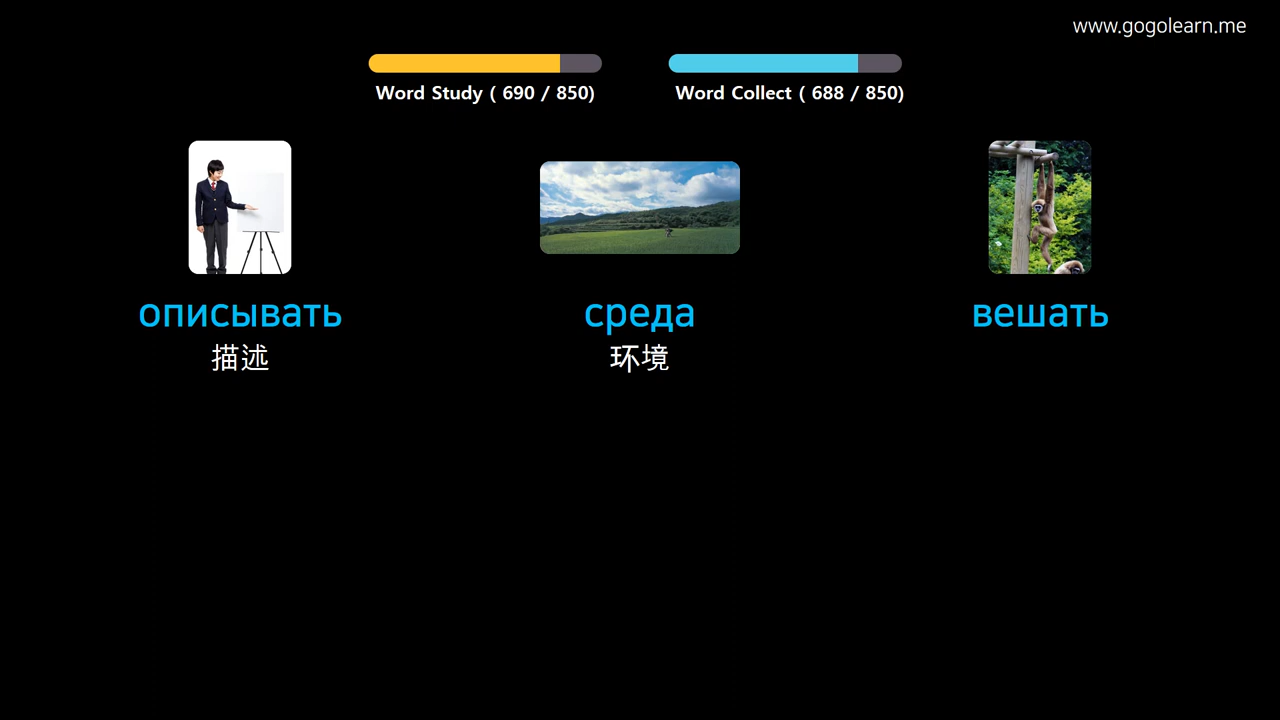 www.gogolearn.me
Word Study ( 690 / 850)
Word Collect ( 688 / 850)
описывать
среда
вешать
描述
环境